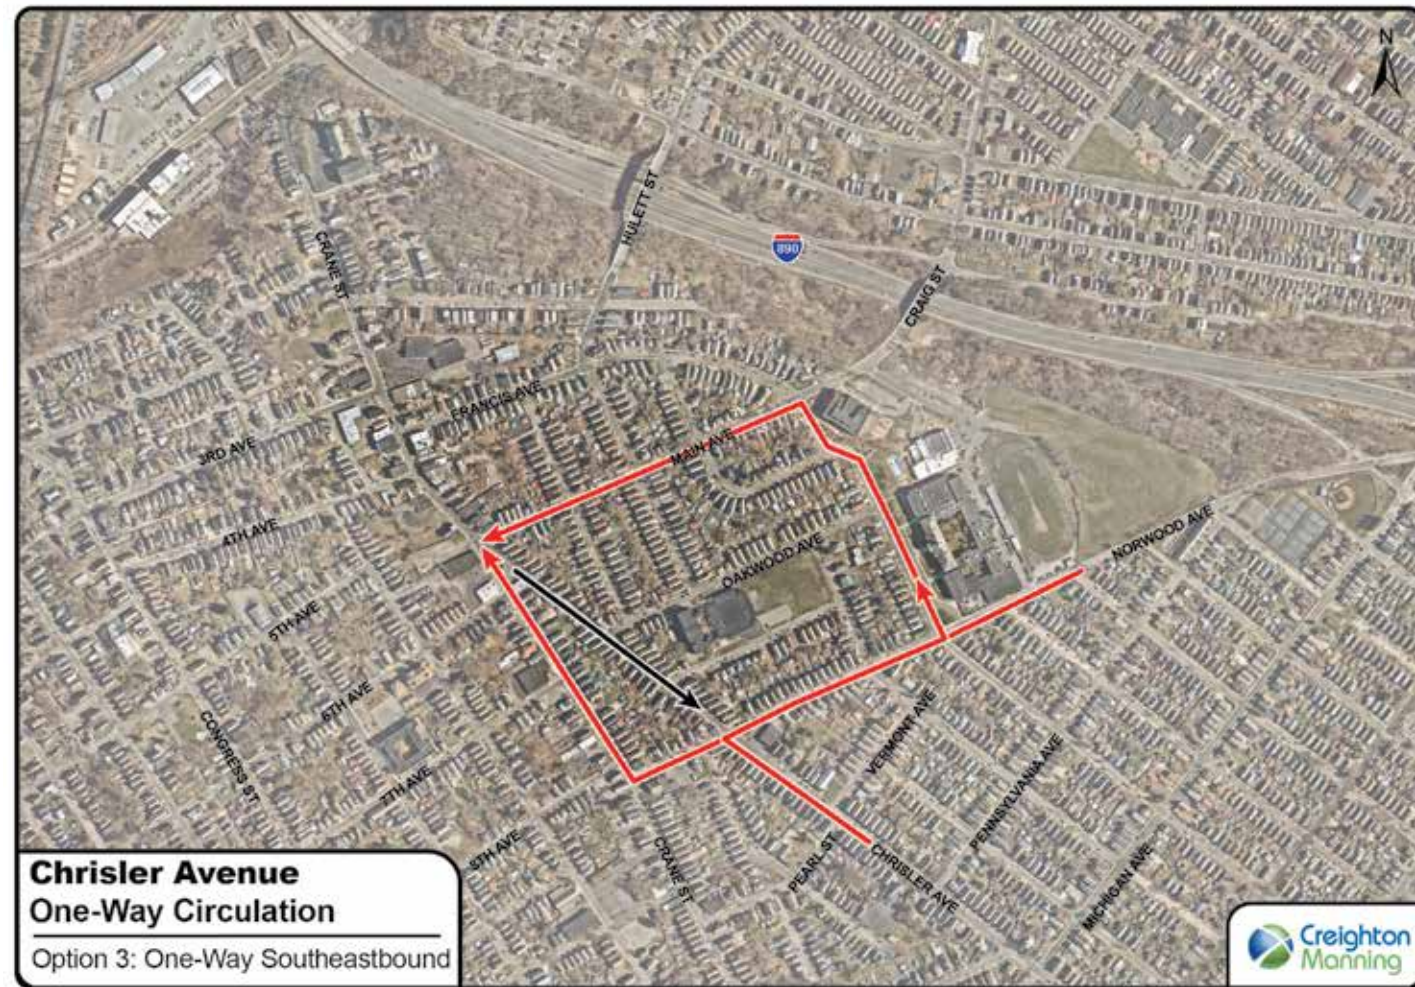 N
HULETT ST
890
CRANE ST
CRAIG ST
FRANCIS AVE
3RD AVE
MAIN AVE
4TH AVE
NORWOOD AVE
OAKWOOD AVE
5TH AVE
6TH AVE
CONGRESS ST
7TH AVE
VERMONT AVE
PENNSYLVANIA AVE
8TH AVE
CRANE ST
PEARL ST
CHRISLER AVE
MICHIGAN AVE
Chrisler Avenue
One-Way Circulation
Option 3: One-Way Southeastbound
Creighton
Manning